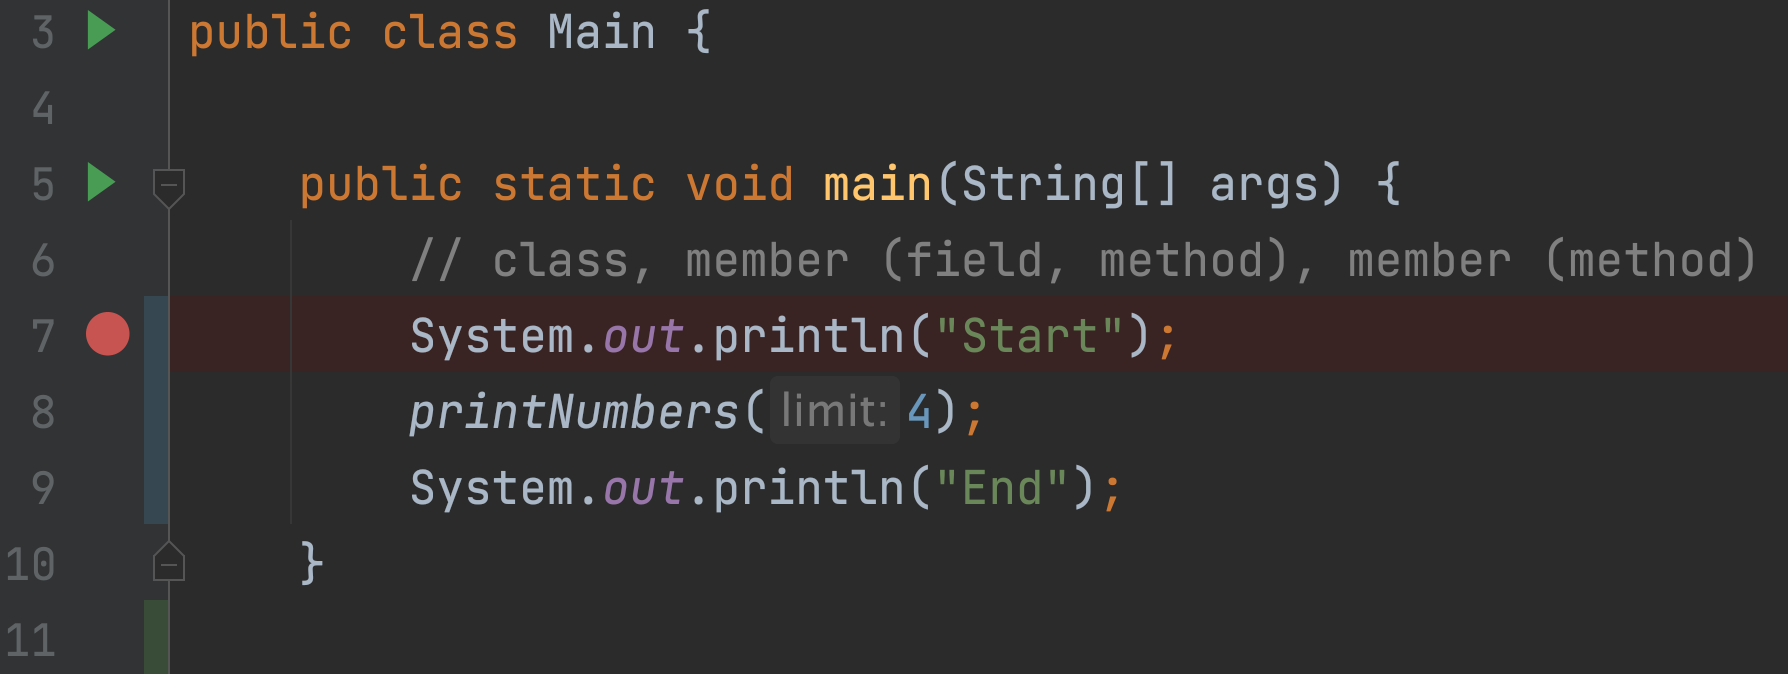 3 public class Main {
4
5 public static void main(String[] args) {
6 // class, member (field, method), member (method)
7 System.out.println("Start");
8 printNumbers( limit: 4);
9 System.out.println("End");
10 }
11